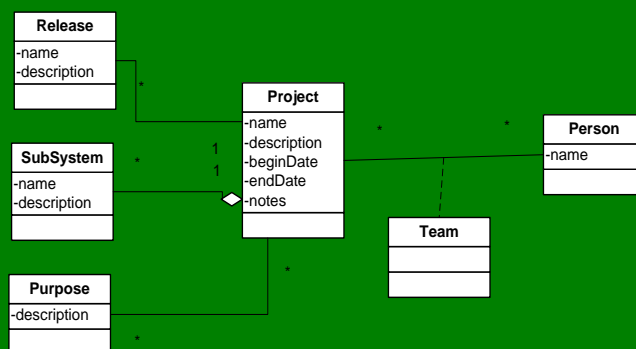 Release
-name
-description
*
Project
-name
-description
-beginDate
-endDate
-notes
1
1
*
*
Person
-name
SubSystem
-name
-description
*
Team
Purpose
-description
*
*